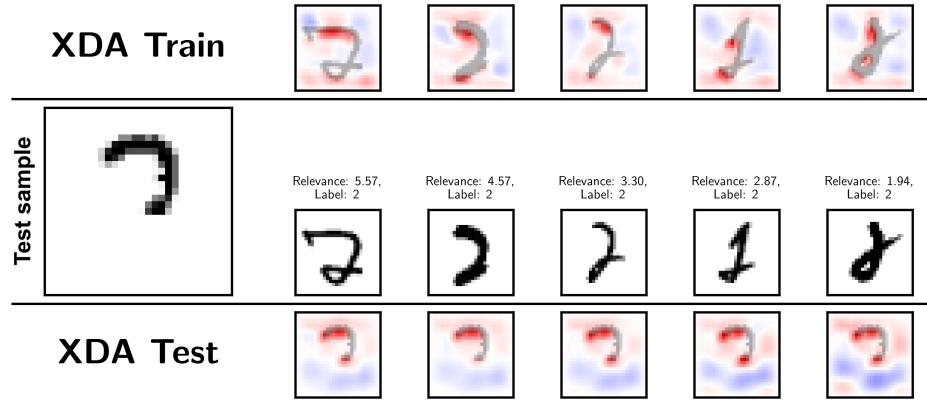 XDA Train
Test sample
Relevance: 5.57,
Label: 2
Relevance: 4.57,
Label: 2
Relevance: 3.30,
Label: 2
Relevance: 2.87,
Label: 2
Relevance: 1.94,
Label: 2
XDA Test